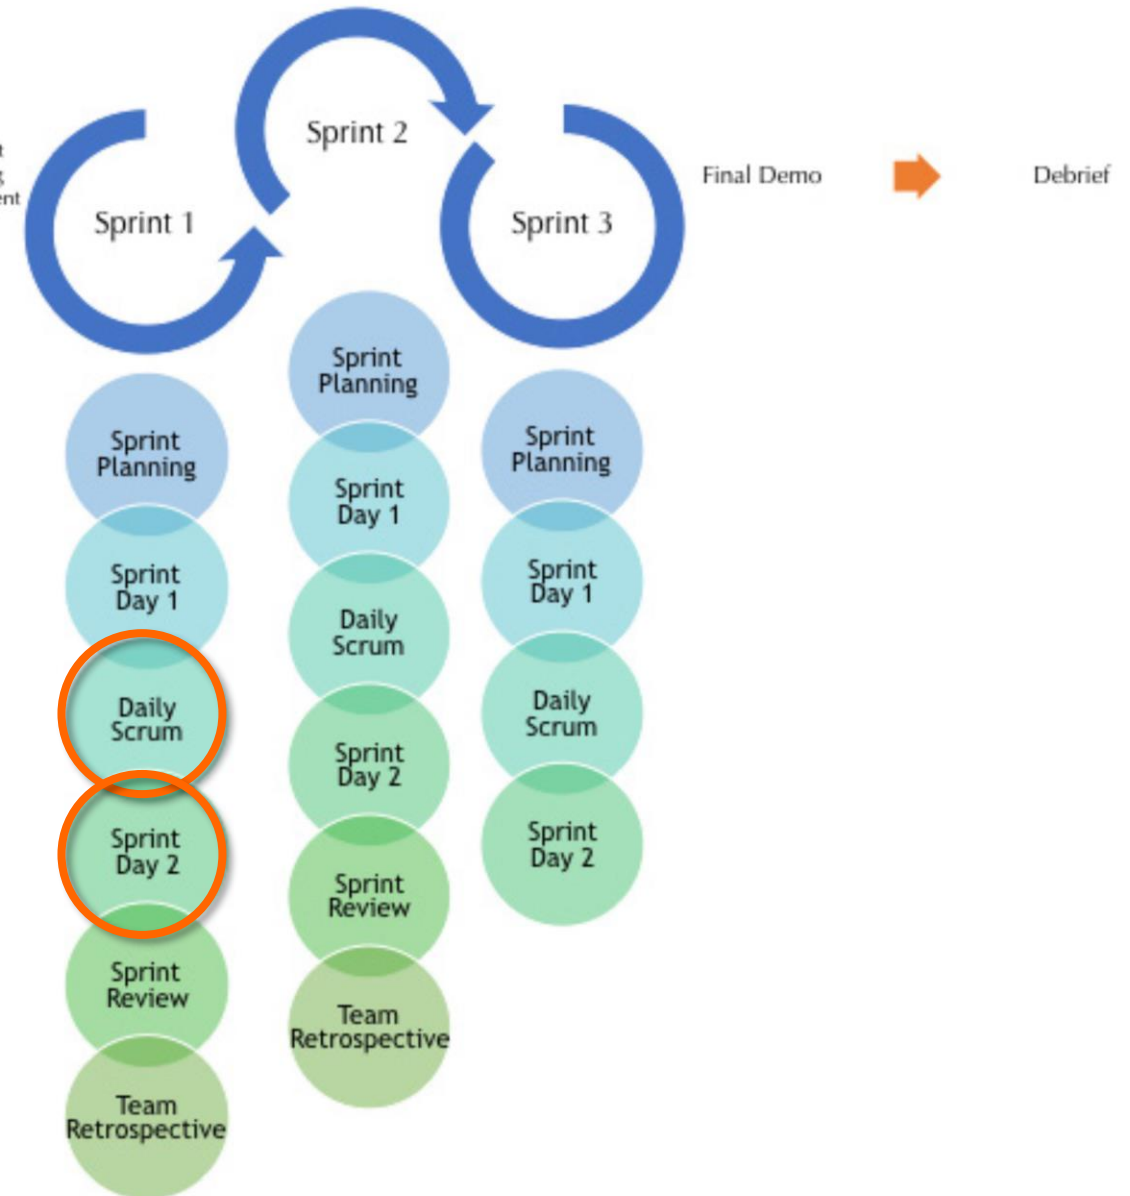 Sprint 1
Sprint 2
Sprint 3
Final Demo
Debrief
Sprint
Planning
Sprint
Day 1
Daily
Scrum
Sprint
Day 2
Sprint
Review
Team
Retrospective
Sprint
Planning
Sprint
Day 1
Daily
Scrum
Sprint
Day 2
Sprint
Review
Team
Retrospective
Sprint
Planning
Sprint
Day 1
Daily
Scrum
Sprint
Day 2